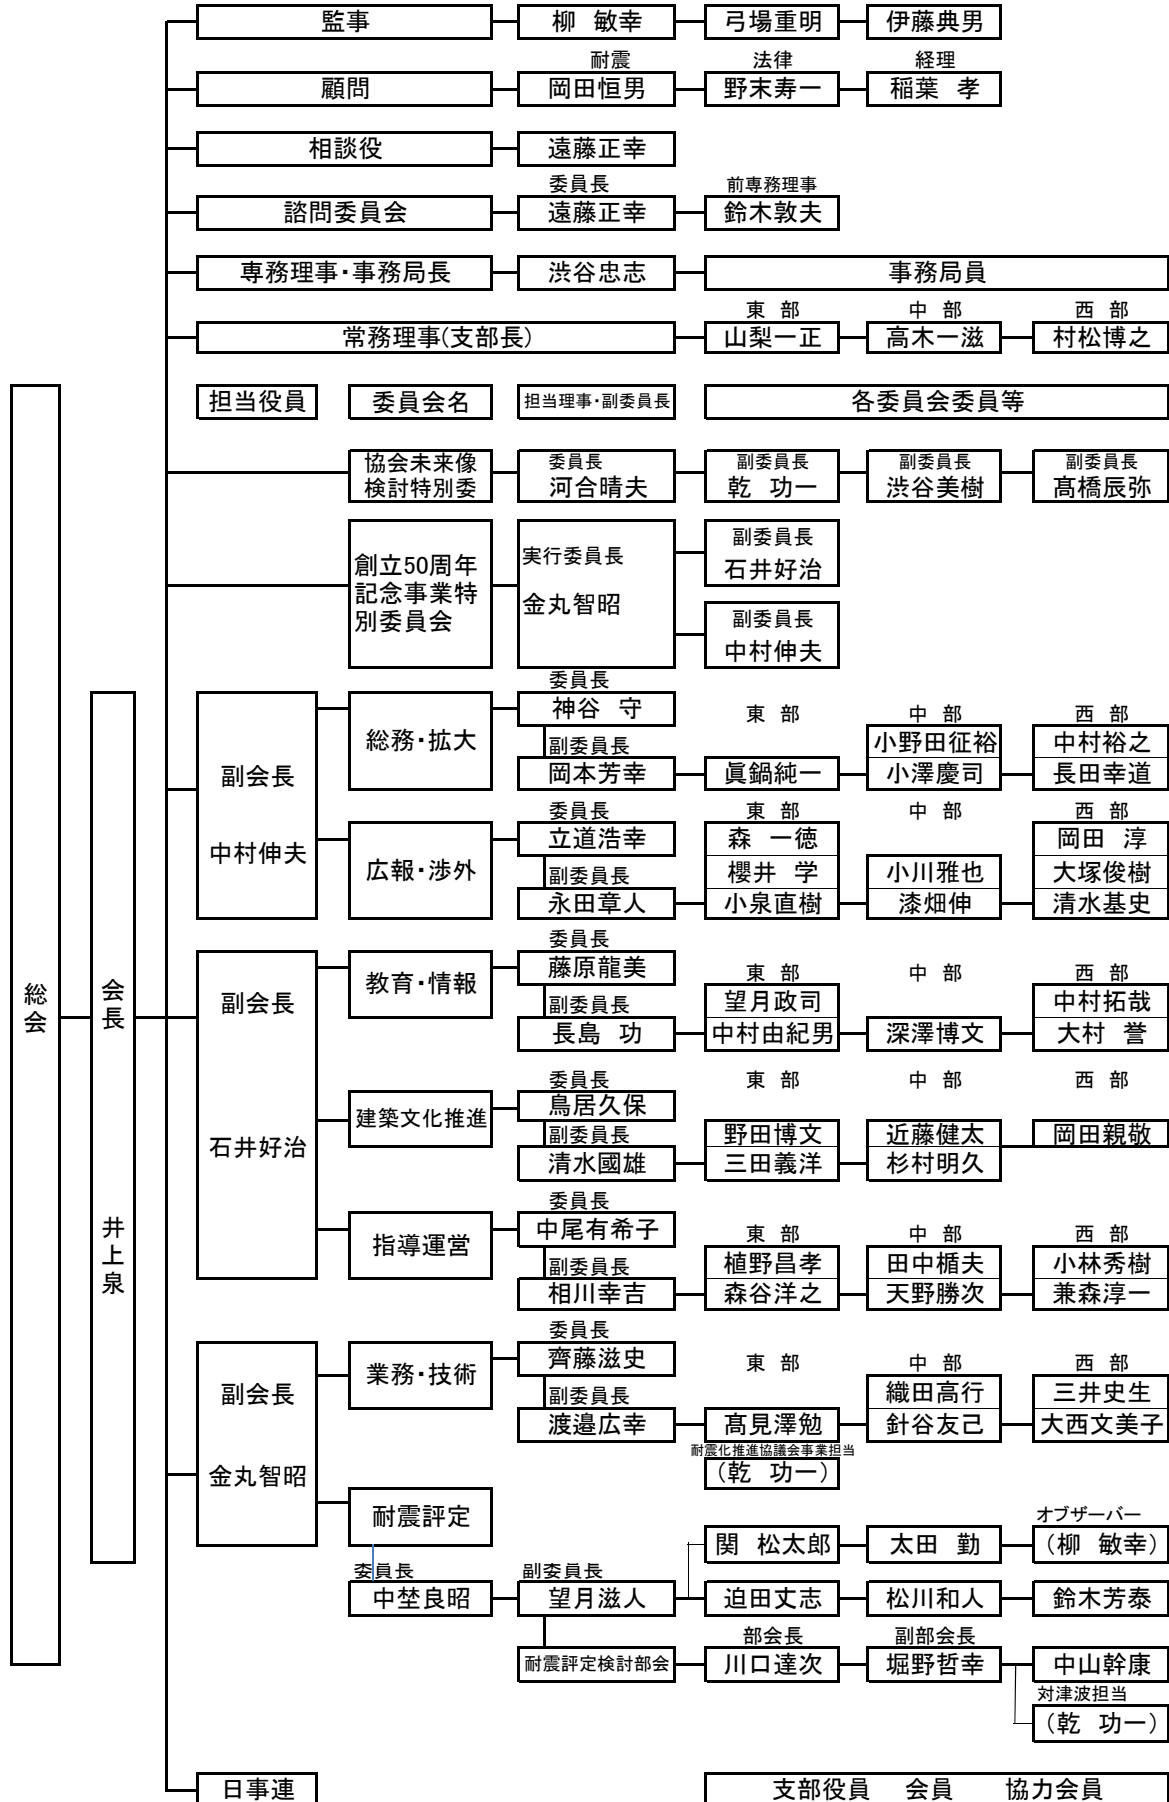 監事 柳 敏幸 弓場重明 伊藤典男
耐震 法律 経理
顧問 岡田恒男 野末寿一 稲葉 孝
相談役 遠藤正幸
委員長 前専務理事
諮問委員会 遠藤正幸 鈴木敦夫
専務理事・事務局長 渋谷忠志 事務局員
東 部 中 部 西 部
常務理事(支部長) 山梨一正 高木一滋 村松博之
担当役員 委員会名 担当理事・副委員長 各委員会委員等
協会未来像 委員長 副委員長 副委員長 副委員長
検討特別委 河合晴夫 乾 功一 渋谷美樹 髙橋辰弥
副委員長
創立50周年 実行委員長 石井好治
記念事業特 金丸智昭
別委員会 副委員長
中村伸夫
委員長
神谷 守 東 部 中 部 西 部
総務・拡大 副委員長 小野田征裕 中村裕之
副会長 岡本芳幸 眞鍋純一 小澤慶司 長田幸道
委員長 東 部 中 部 西 部
立道浩幸 森 一徳 岡田 淳
中村伸夫 広報・渉外 副委員長 櫻井 学 小川雅也 大塚俊樹
永田章人 小泉直樹 漆畑伸 清水基史
委員長
藤原龍美 東 部 中 部 西 部
総会 会長 副会長 教育・情報 副委員長 望月政司 中村拓哉
長島 功 中村由紀男 深澤博文 大村 誉
委員長 東 部 中 部 西 部
鳥居久保
石井好治 建築文化推進 副委員長 野田博文 近藤健太 岡田親敬
清水國雄 三田義洋 杉村明久
委員長
井上泉 中尾有希子 東 部 中 部 西 部
指導運営 副委員長 植野昌孝 田中楯夫 小林秀樹
相川幸吉 森谷洋之 天野勝次 兼森淳一
委員長
齊藤滋史 東 部 中 部 西 部
副会長 業務・技術 副委員長 織田高行 三井史生
渡邉広幸 髙見澤勉 針谷友己 大西文美子
耐震化推進協議会事業担当
金丸智昭 (乾 功一)
耐震評定 オブザーバー
関 松太郎 太田 勤 (柳 敏幸)
委員長 副委員長
中埜良昭 望月滋人 迫田丈志 松川和人 鈴木芳泰
部会長 副部会長
耐震評定検討部会 川口達次 堀野哲幸 中山幹康
対津波担当
(乾 功一)
日事連 支部役員 会員 協力会員